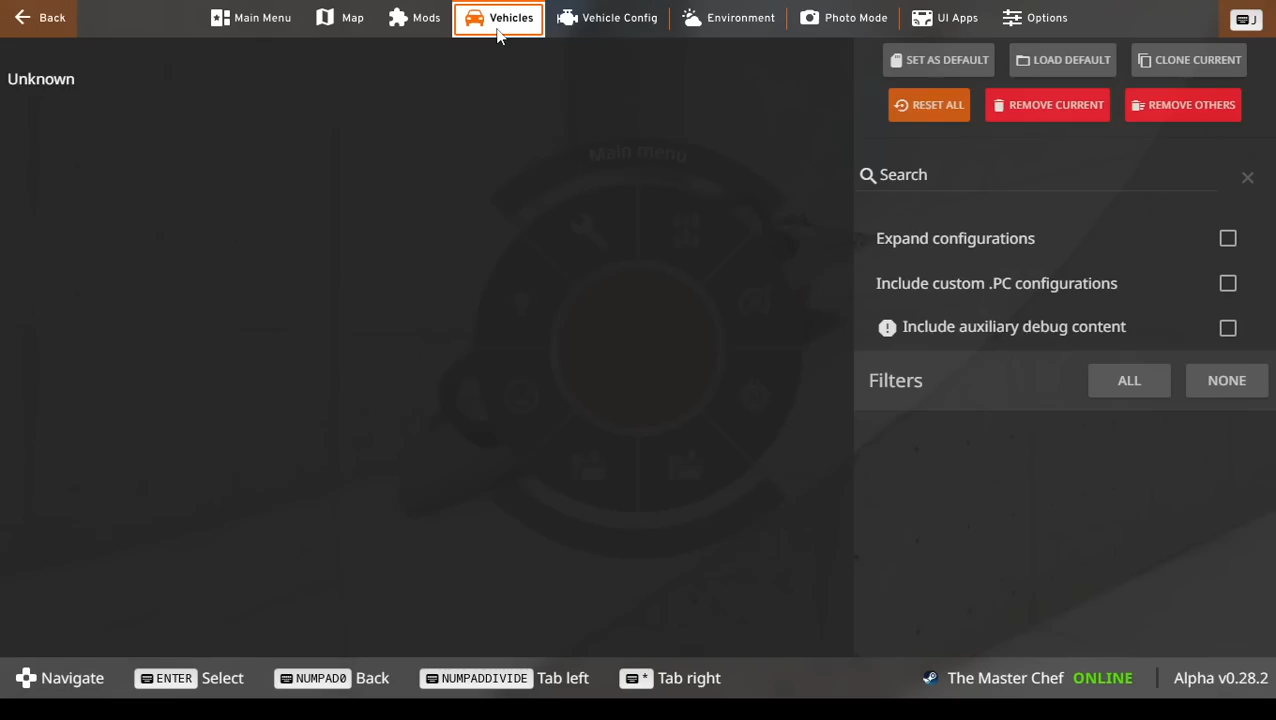 Back
Main Menu
Map
Mods
Vehicles
Vehicle Config
Environment
Photo Mode
UI Apps
Options
J
Unknown
SET AS DEFAULT
LOAD DEFAULT
CLONE CURRENT
RESET ALL
REMOVE CURRENT
REMOVE OTHERS
Main menu
Search
Expand configurations
Include custom .PC configurations
Include auxiliary debug content
Filters
ALL
NONE
Navigate
ENTER Select
NUMPAD0 Back
NUMPADDIVIDE Tab left
* Tab right
The Master Chef ONLINE
Alpha v0.28.2